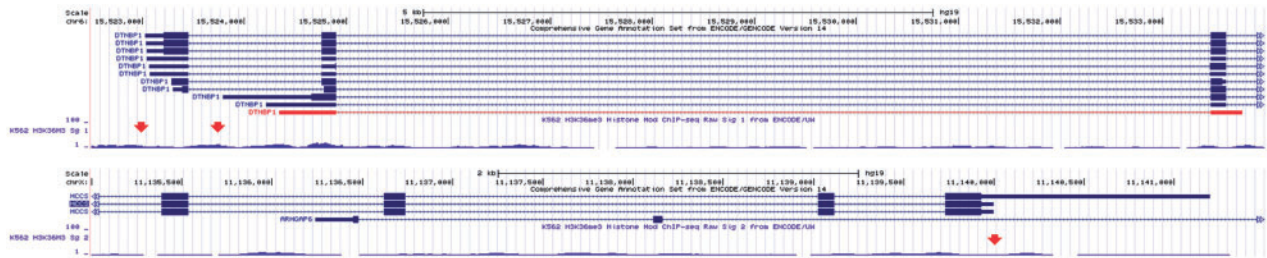 Scale 5 kb hg19
chr6: 15,523,000 15,524,000 15,525,000 15,526,000 15,527,000 15,528,000 15,529,000 15,530,000 15,531,000 15,532,000 15,533,000
Comprehensive Gene Annotation Set from ENCODE/GENCODE Version 14
DTNBP1
DTNBP1
DTNBP1
DTNBP1
DTNBP1
DTNBP1
DTNBP1
DTNBP1
DTNBP1
DTNBP1
DTNBP1
K562 H3K36me3 Histone Mod ChIP-seq Raw Sig 1 from ENCODE/UW
100 _
K562 H3K36M3 Sg 1
1 _
Scale 2 kb hg19
chrX: 11,135,500 11,136,000 11,136,500 11,137,000 11,137,500 11,138,000 11,138,500 11,139,000 11,139,500 11,140,000 11,140,500 11,141,000
Comprehensive Gene Annotation Set from ENCODE/GENCODE Version 14
HCCS
HCCS
HCCS
ARHGAP6
K562 H3K36me3 Histone Mod ChIP-seq Raw Sig 2 from ENCODE/UW
100 _
K562 H3K36M3 Sg 2
1 _